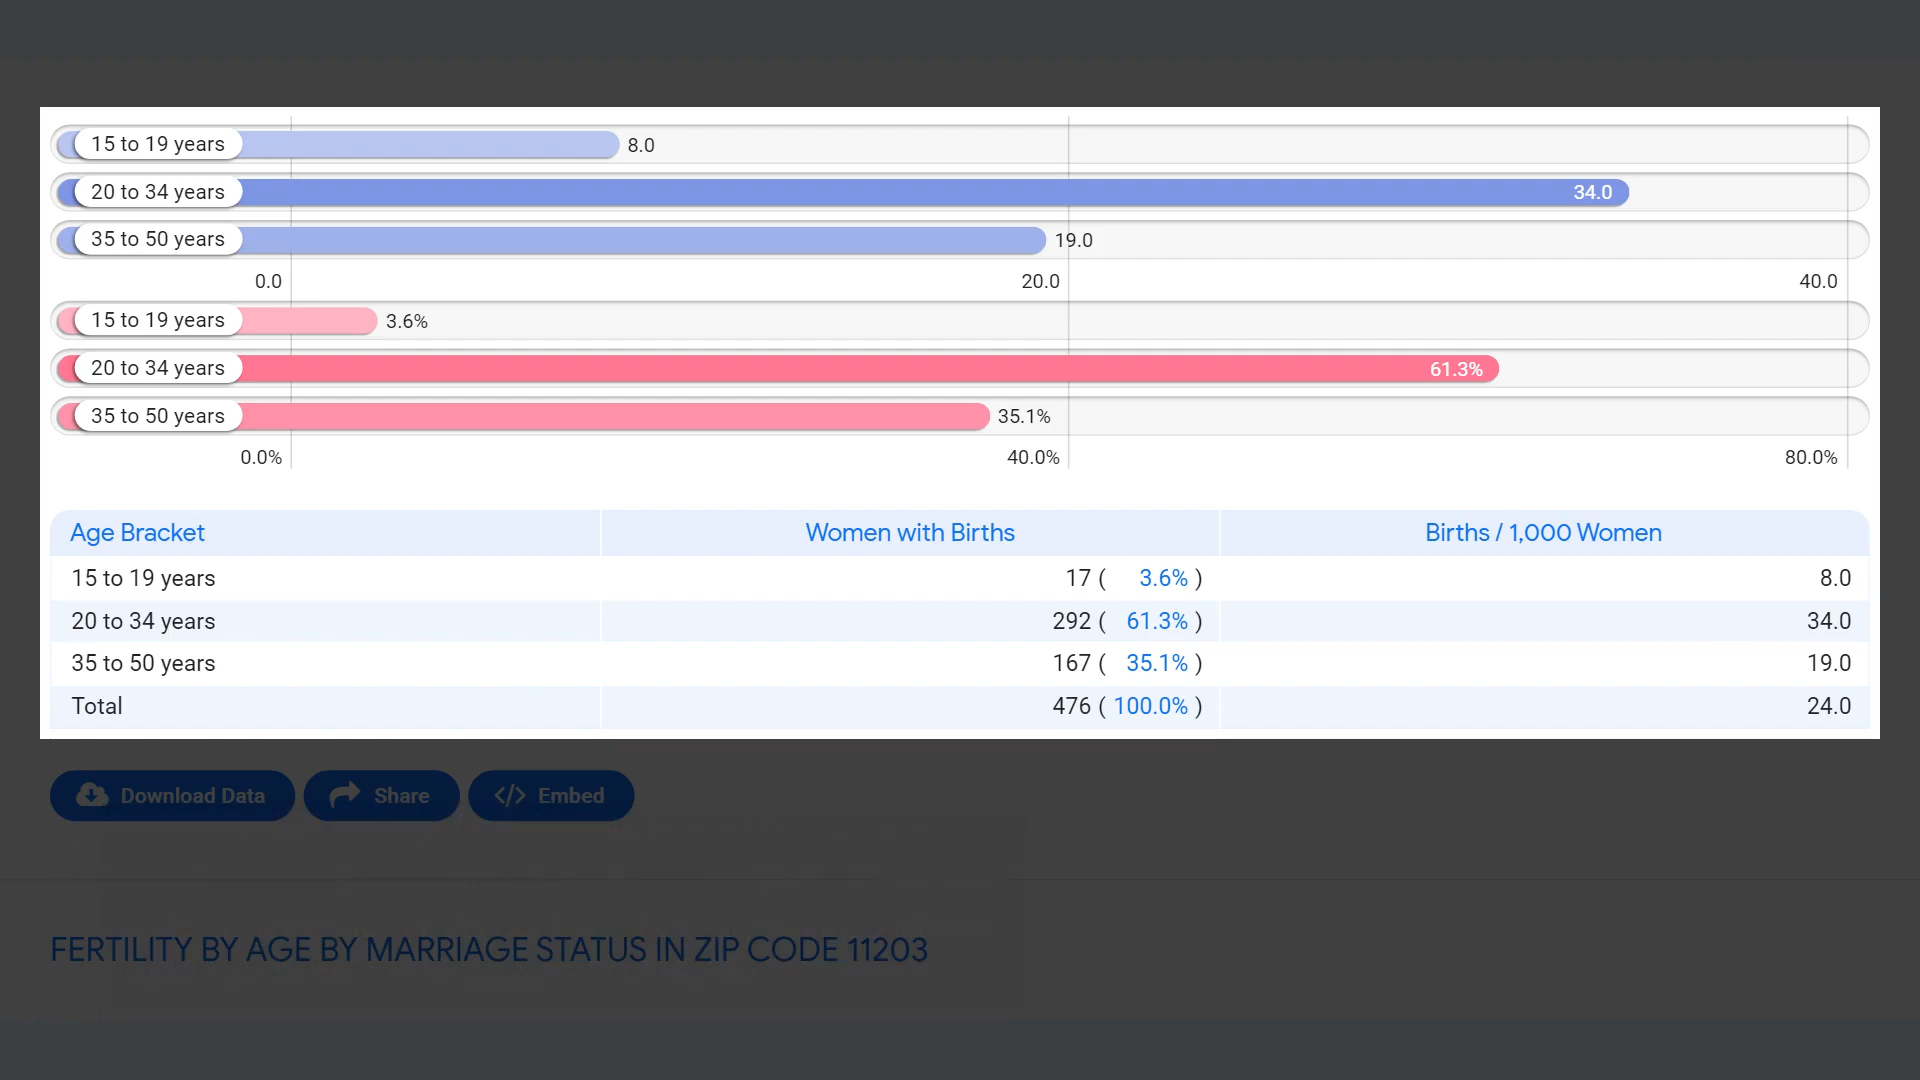 15 to 19 years 8.0
20 to 34 years 34.0
35 to 50 years 19.0
0.0 20.0 40.0
15 to 19 years 3.6%
20 to 34 years 61.3%
35 to 50 years 35.1%
0.0% 40.0% 80.0%
Age Bracket Women with Births Births / 1,000 Women
15 to 19 years 17 ( 3.6% ) 8.0
20 to 34 years 292 ( 61.3% ) 34.0
35 to 50 years 167 ( 35.1% ) 19.0
Total 476 ( 100.0% ) 24.0
Download Data Share </> Embed
FERTILITY BY AGE BY MARRIAGE STATUS IN ZIP CODE 11203